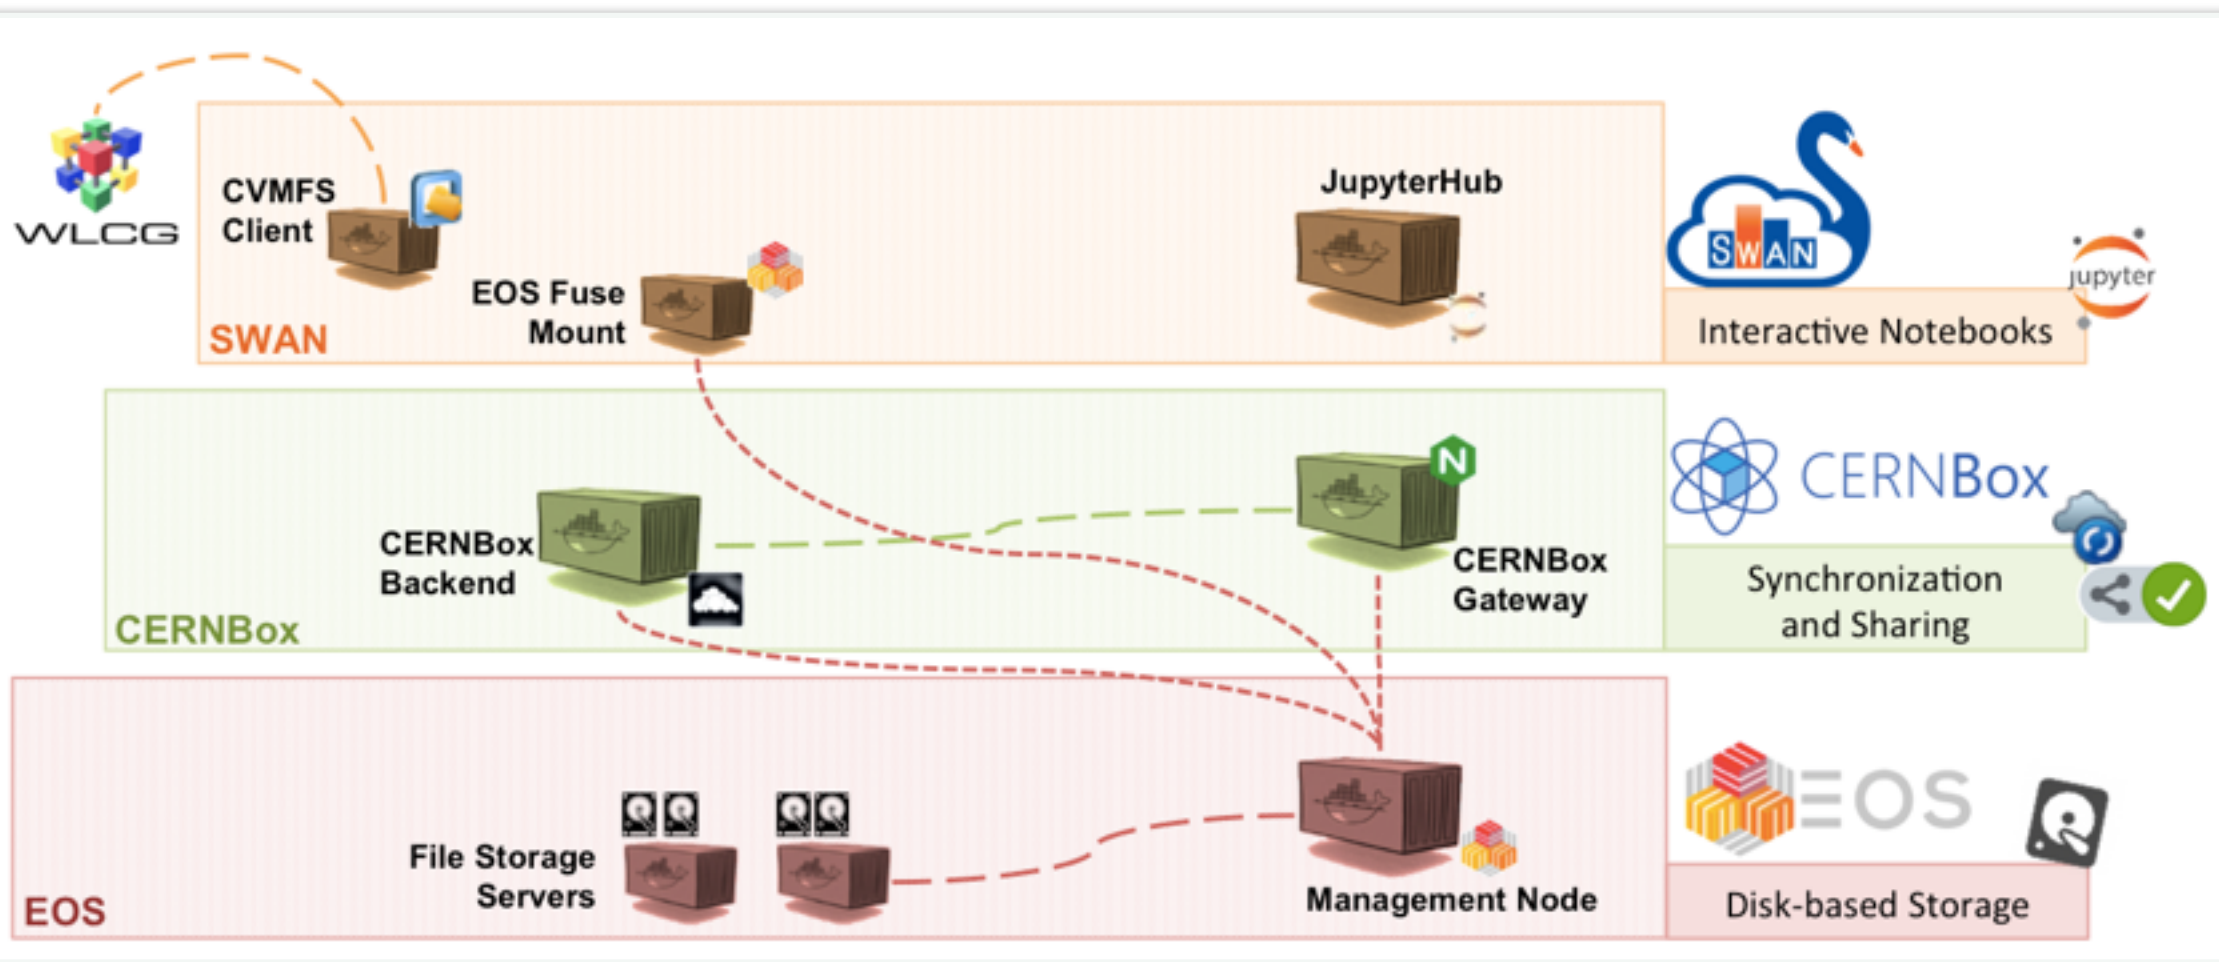 WLCG
CVMFS
Client
EOS Fuse
Mount
SWAN
JupyterHub
SWAN
jupyter
Interactive Notebooks
CERNBox
Backend
CERNBox
N
CERNBox
Gateway
CERNBox
Synchronization
and Sharing
File Storage
Servers
EOS
Management Node
EOS
Disk-based Storage